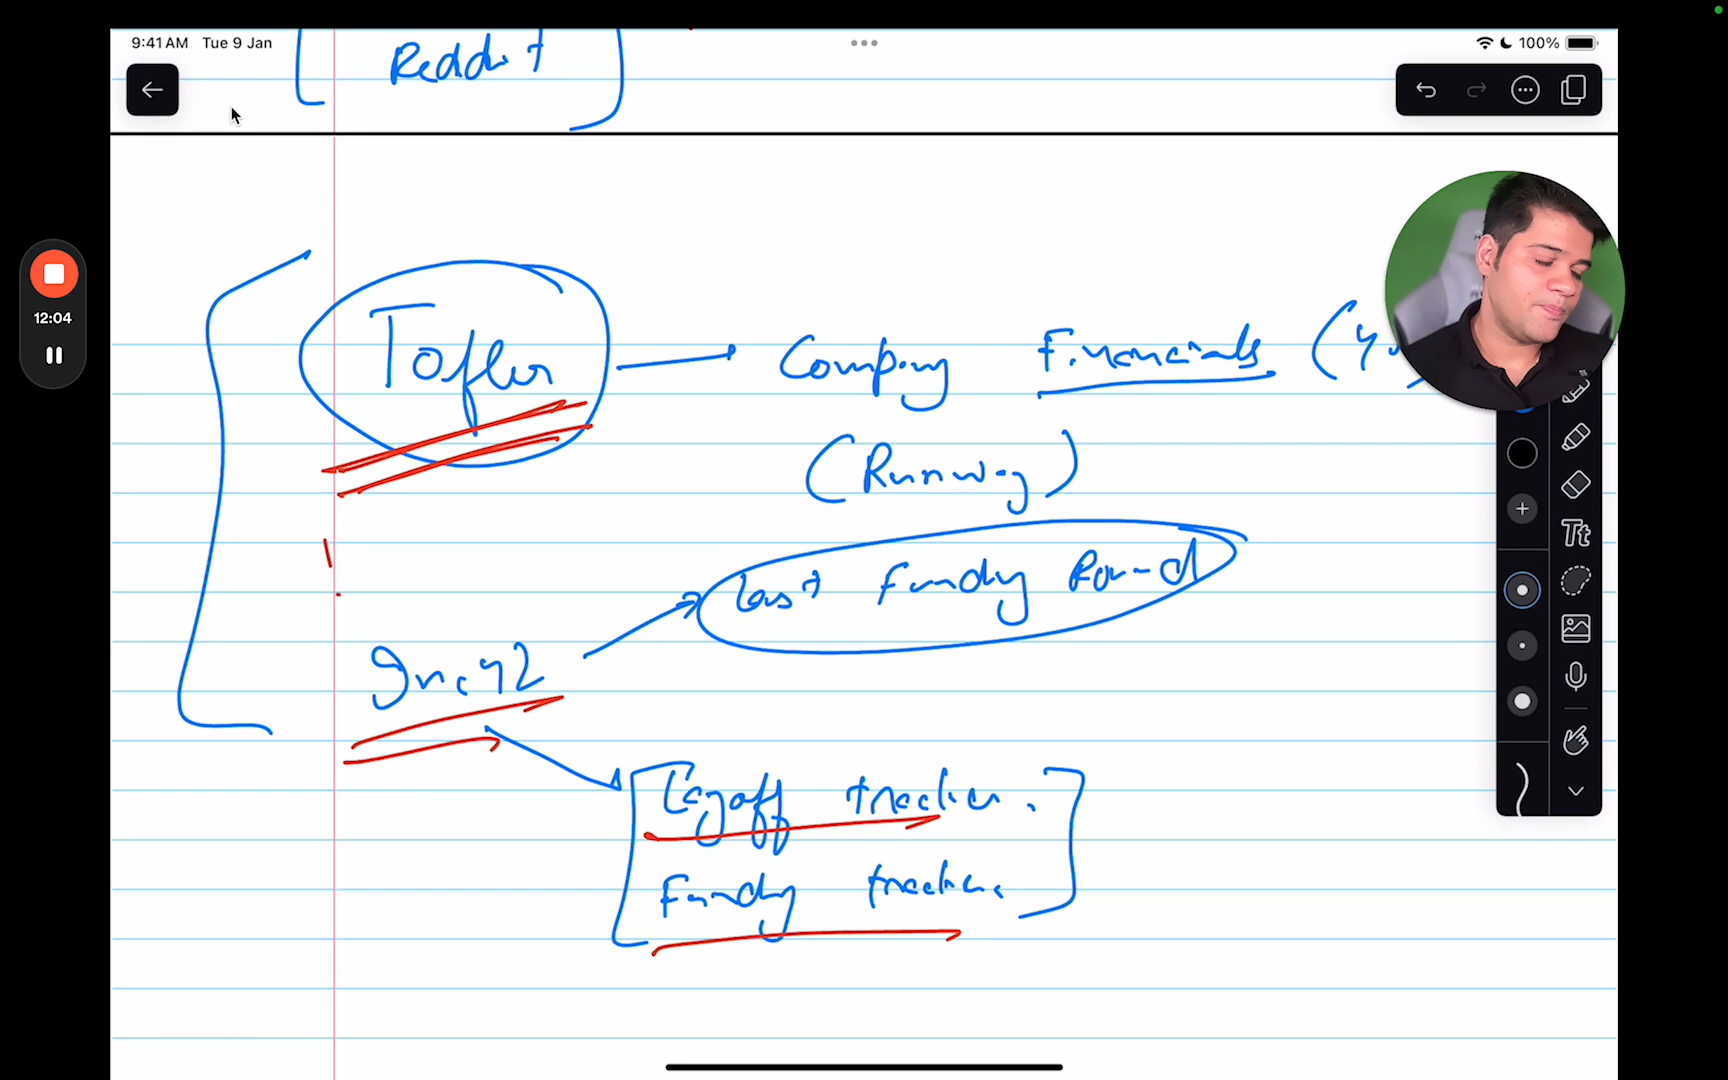 9:41 AM Tue 9 Jan
100%
Reddit
12:04
Tofler
Company Financials
(Runway)
Last Funding Round
Inc42
Layoff tracker.
Funding tracker.
Tt